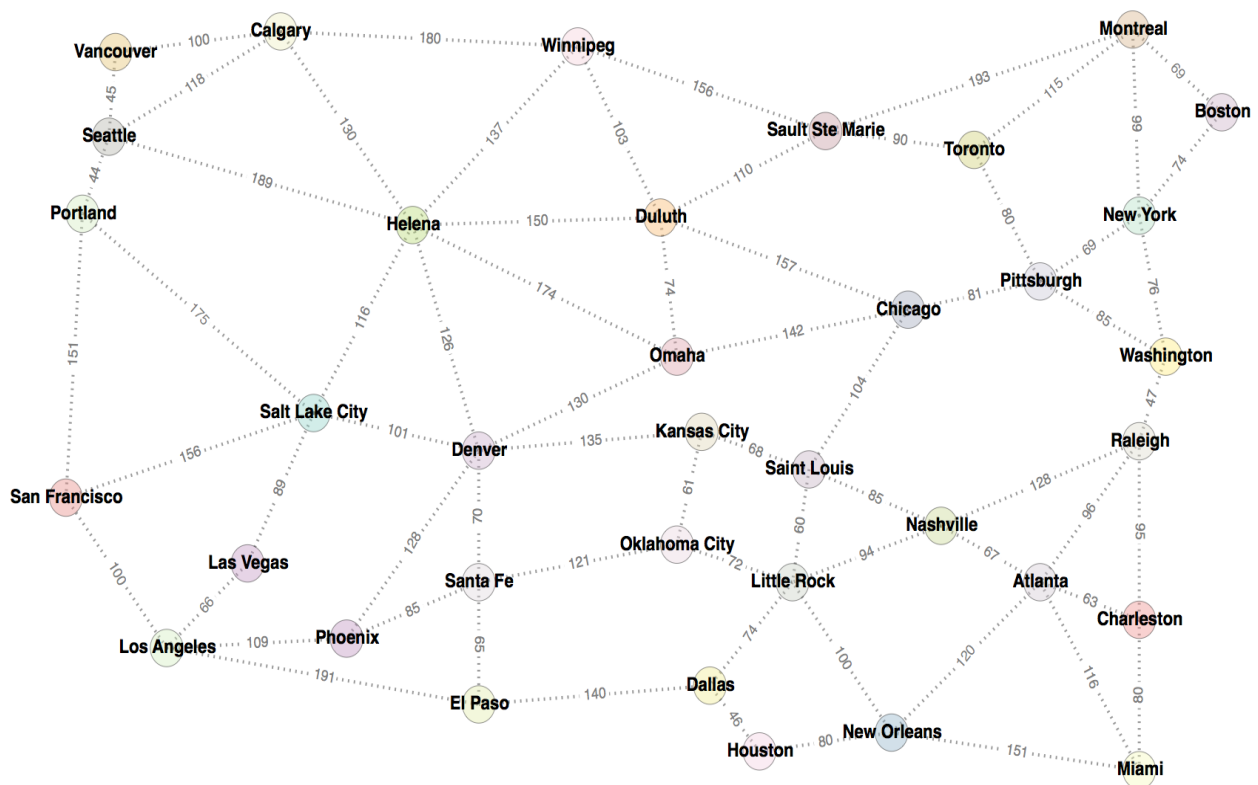 Vancouver
100
Calgary
180
Winnipeg
Montreal
45
118
156
193
115
69
Boston
Seattle
130
137
103
Sault Ste Marie
90
Toronto
99
74
44
189
110
Portland
Helena
150
Duluth
80
New York
69
76
175
174
74
157
Pittsburgh
81
85
116
126
Chicago
151
142
Omaha
Washington
104
47
130
Salt Lake City
101
Denver
135
Kansas City
68
Saint Louis
Raleigh
156
89
61
85
128
San Francisco
70
60
Nashville
96
95
128
Oklahoma City
94
67
100
Las Vegas
121
72
66
Santa Fe
Little Rock
Atlanta
85
63
Charleston
Los Angeles
109
Phoenix
65
74
100
120
116
80
191
Dallas
El Paso
140
46
Houston
80
New Orleans
151
Miami